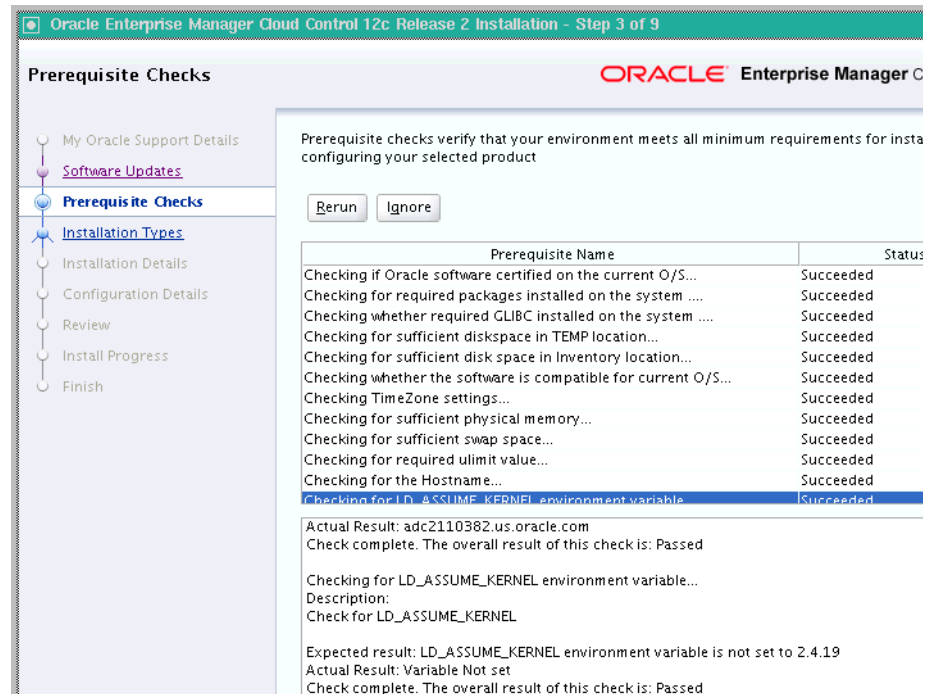 Oracle Enterprise Manager Cloud Control 12c Release 2 Installation - Step 3 of 9
Prerequisite Checks
ORACLE Enterprise Manager C
My Oracle Support Details
Software Updates
Prerequisite Checks
Installation Types
Installation Details
Configuration Details
Review
Install Progress
Finish
Prerequisite checks verify that your environment meets all minimum requirements for insta
configuring your selected product
Rerun Ignore
Prerequisite Name Status
Checking if Oracle software certified on the current O/S... Succeeded
Checking for required packages installed on the system .... Succeeded
Checking whether required GLIBC installed on the system .... Succeeded
Checking for sufficient diskspace in TEMP location... Succeeded
Checking for sufficient disk space in Inventory location... Succeeded
Checking whether the software is compatible for current O/S... Succeeded
Checking TimeZone settings... Succeeded
Checking for sufficient physical memory... Succeeded
Checking for sufficient swap space... Succeeded
Checking for required ulimit value... Succeeded
Checking for the Hostname... Succeeded
Checking for LD_ASSUME_KERNEL environment variable... Succeeded
Actual Result: adc2110382.us.oracle.com
Check complete. The overall result of this check is: Passed
Checking for LD_ASSUME_KERNEL environment variable...
Description:
Check for LD_ASSUME_KERNEL
Expected result: LD_ASSUME_KERNEL environment variable is not set to 2.4.19
Actual Result: Variable Not set
Check complete. The overall result of this check is: Passed